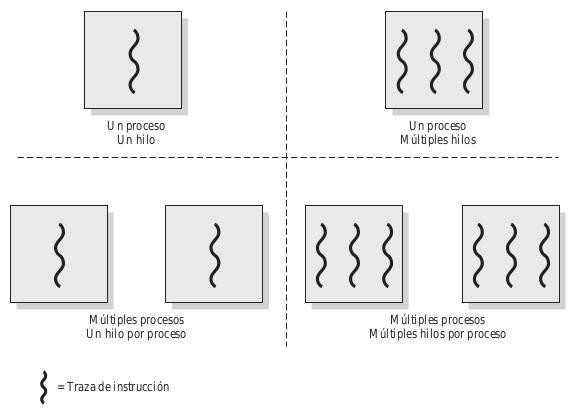 Un proceso
Un hilo
Un proceso
Múltiples hilos
Múltiples procesos
Un hilo por proceso
Múltiples procesos
Múltiples hilos por proceso
= Traza de instrucción